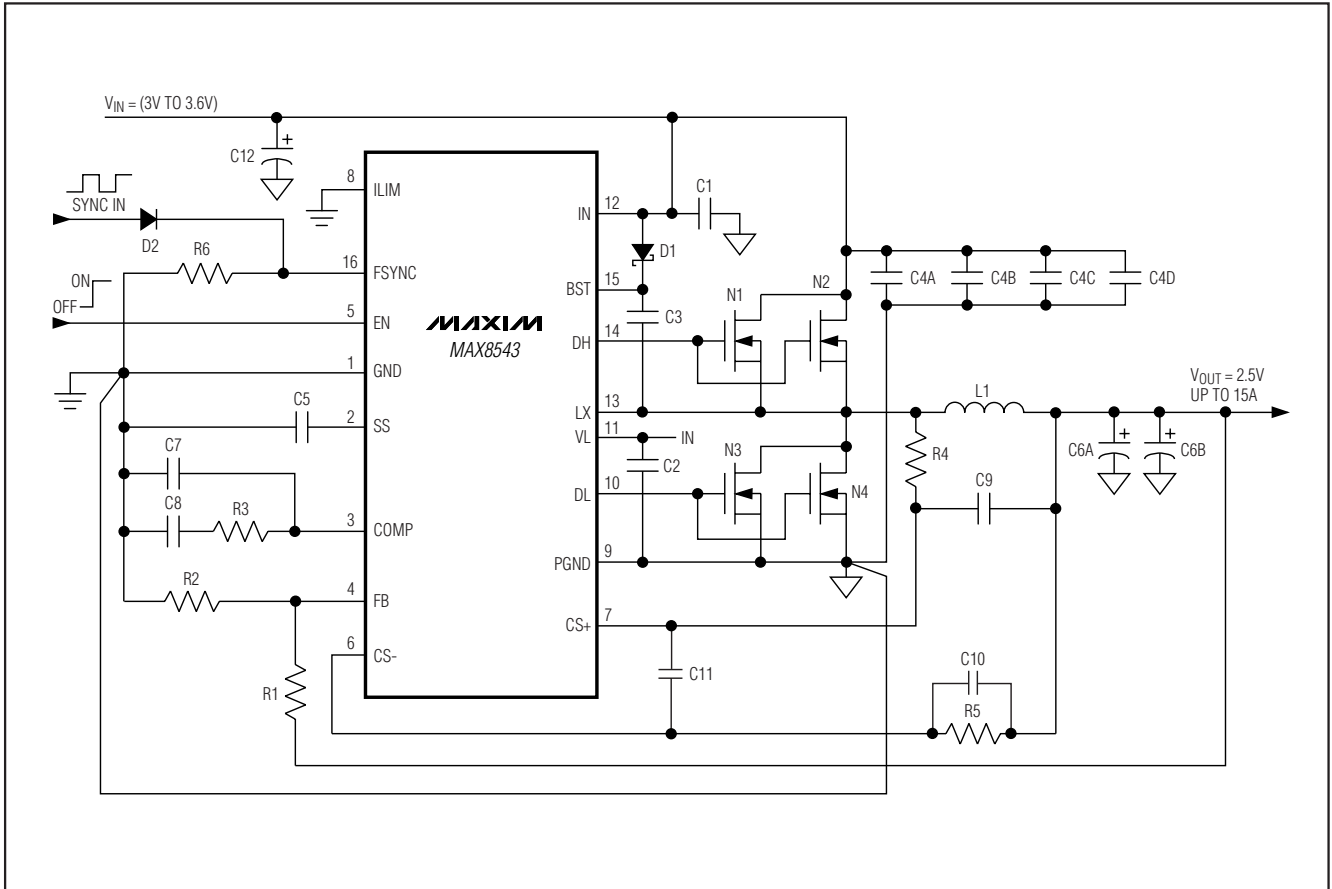 VIN = (3V TO 3.6V)
C12
+
8
ILIM
SYNC IN
D2
R6
16
FSYNC
ON
OFF
5
EN
1
GND
C5
2
SS
C7
C8
R3
3
COMP
R2
4
FB
6
CS-
R1
MAXIM
MAX8543
IN
12
C1
D1
BST
15
C3
DH
14
N1
N2
C4A
C4B
C4C
C4D
LX
13
VL
11
IN
C2
DL
10
N3
N4
PGND
9
CS+
7
C11
L1
R4
C9
C10
R5
C6A
+
C6B
+
VOUT = 2.5V
UP TO 15A